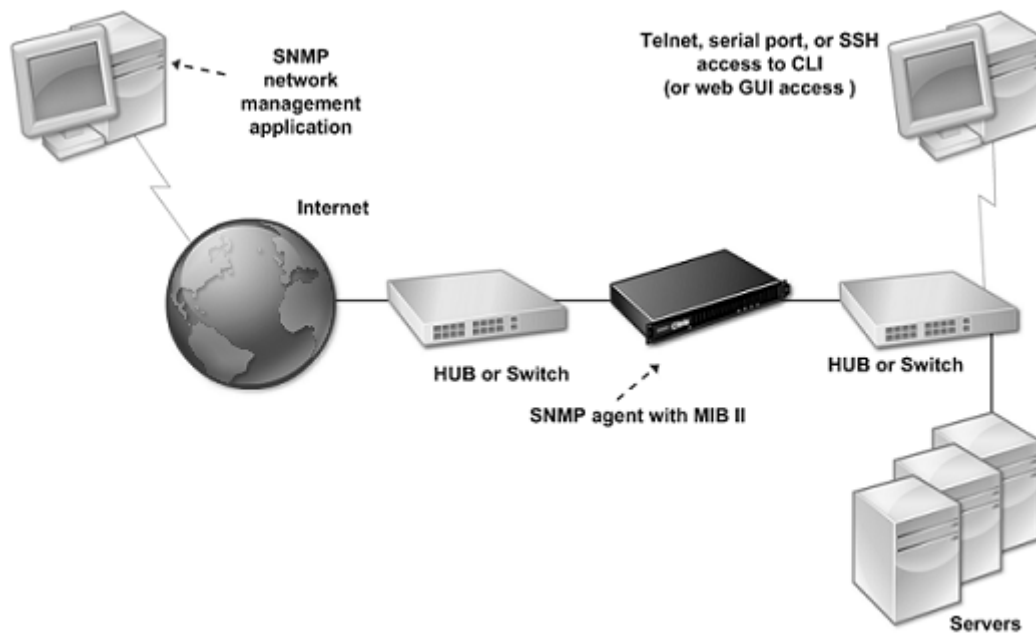 SNMP
network
management
application
Telnet, serial port, or SSH
access to CLI
(or web GUI access )
Internet
HUB or Switch
SNMP agent with MIB II
HUB or Switch
Servers